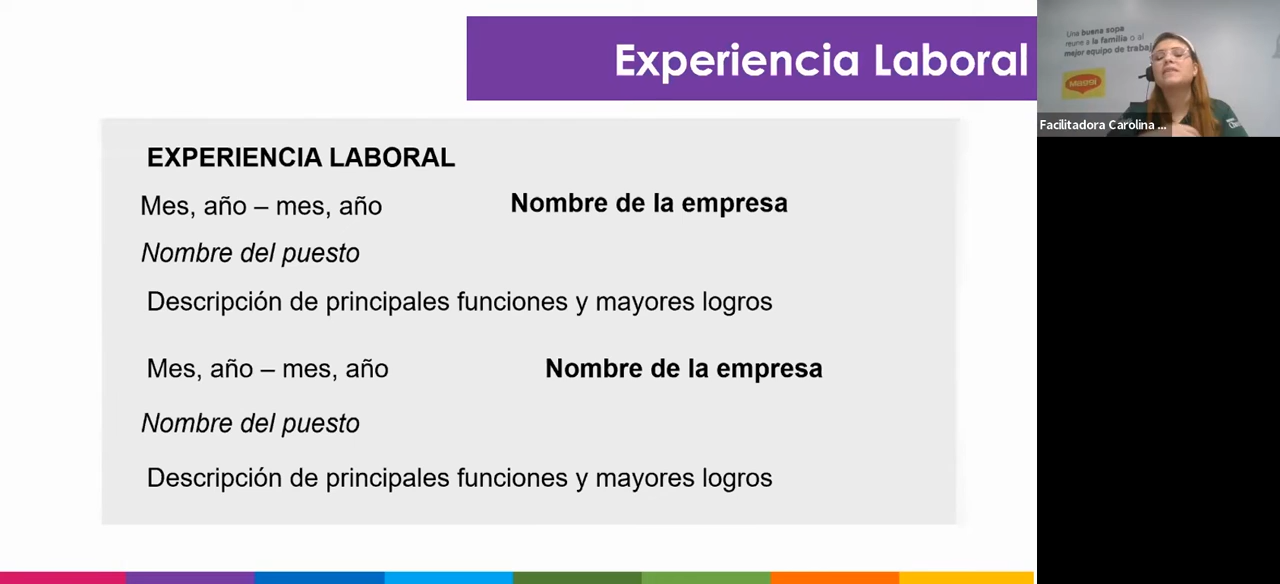 Experiencia Laboral
EXPERIENCIA LABORAL
Mes, año – mes, año Nombre de la empresa
Nombre del puesto
Descripción de principales funciones y mayores logros
Mes, año – mes, año Nombre de la empresa
Nombre del puesto
Descripción de principales funciones y mayores logros
Una buena sopa
reune a la familia o al
mejor equipo de trabaj
Maggi
Facilitadora Carolina ...